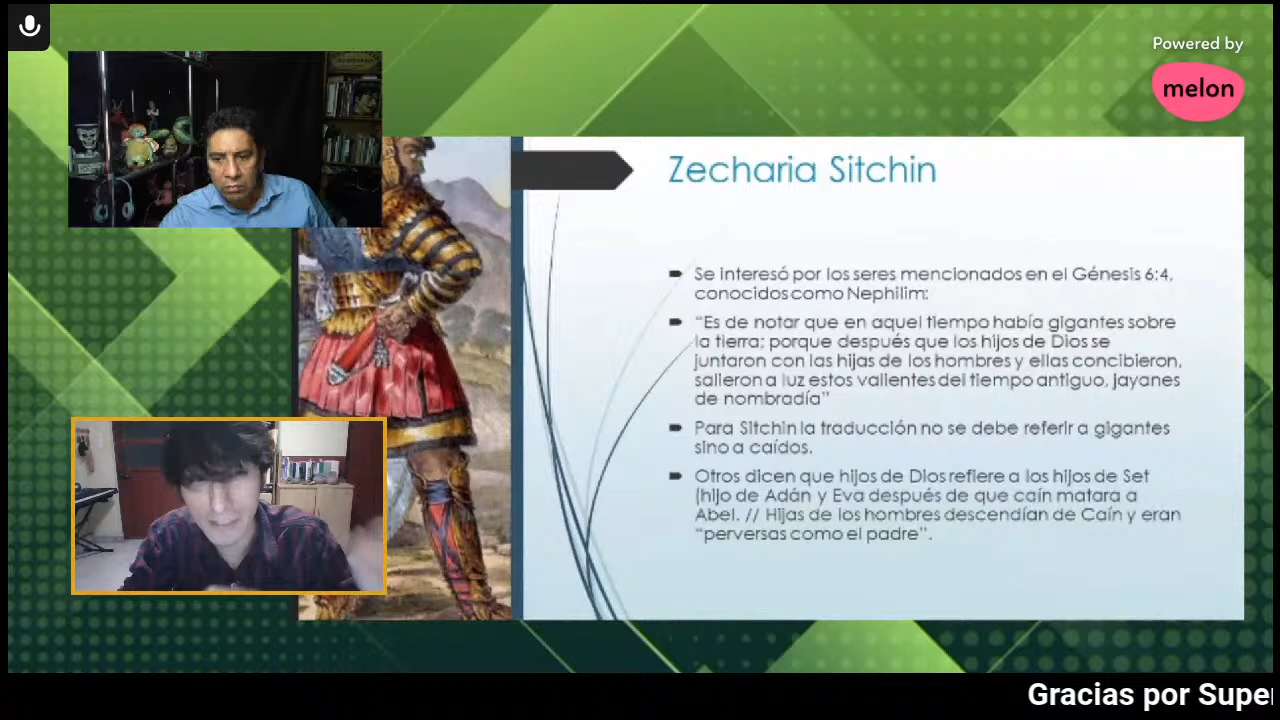 Powered by
melon
Zecharia Sitchin
Se interesó por los seres mencionados en el Génesis 6:4,
conocidos como Nephilim:
“Es de notar que en aquel tiempo había gigantes sobre
la tierra; porque después que los hijos de Dios se
juntaron con las hijas de los hombres y ellas concibieron,
salieron a luz estos valientes del tiempo antiguo, jayanes
de nombradía”
Para Sitchin la traducción no se debe referir a gigantes
sino a caídos.
Otros dicen que hijos de Dios refiere a los hijos de Set
(hijo de Adán y Eva después de que caín matara a
Abel. // Hijas de los hombres descendían de Caín y eran
“perversas como el padre”.
Gracias por Super